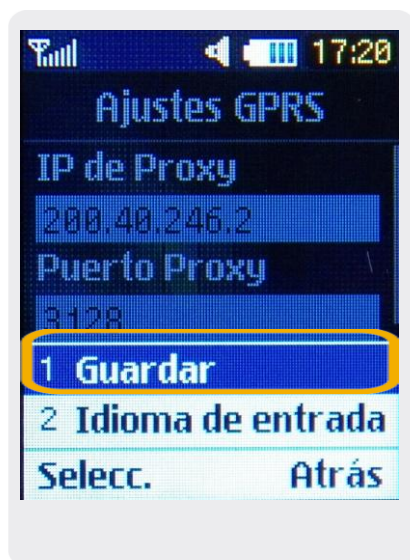 17:20
Ajustes GPRS
IP de Proxy
200.40.246.2
Puerto Proxy
3128
1 Guardar
2 Idioma de entrada
Selecc. Atrás